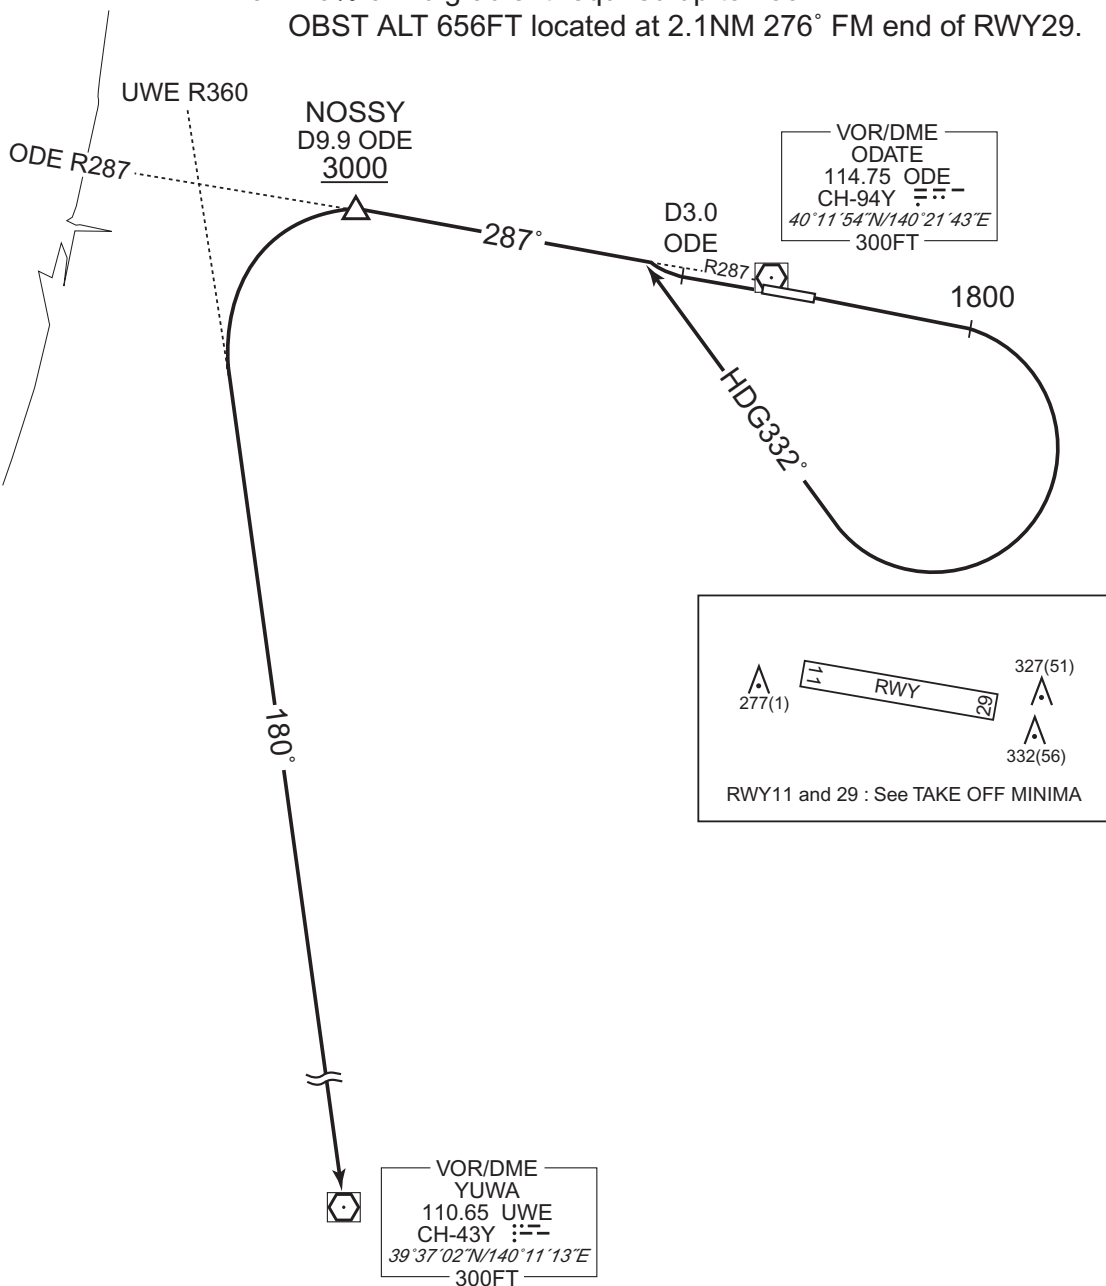 OBST ALT 656FT located at 2.1NM 276° FM end of RWY29.
UWE R360
NOSSY
D9.9 ODE
3000
ODE R287
VOR/DME
ODATE
114.75 ODE
CH-94Y
40°11´54˝N/140°21´43˝E
300FT
D3.0
ODE
287°
R287
1800
HDG332°
180°
327(51)
277(1)
11
RWY
29
332(56)
RWY11 and 29 : See TAKE OFF MINIMA
VOR/DME
YUWA
110.65 UWE
CH-43Y
39°37´02˝N/140°11´13˝E
300FT